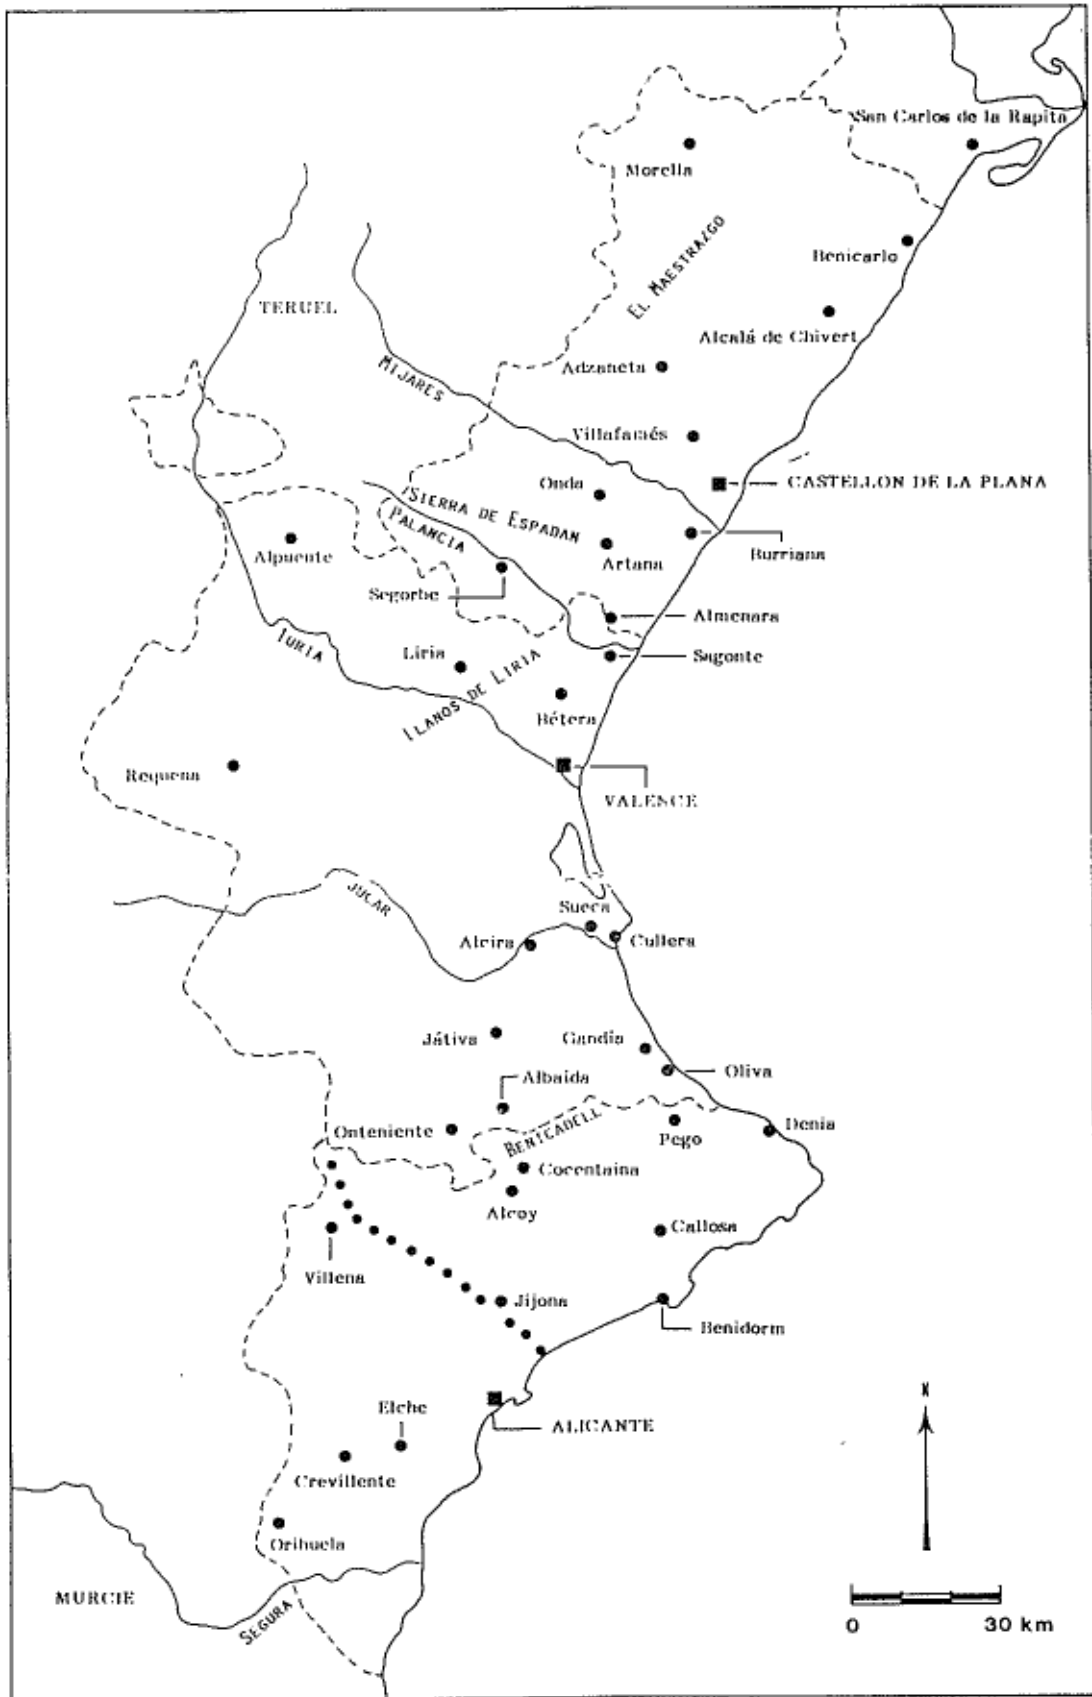 San Carlos de la Rapita
Morella
EL MAESTRAZGO
Benicarlo
TERUEL
Alcalá de Chivert
MIJARES
Adzaneta
Villafamés
Onda
CASTELLON DE LA PLANA
SIERRA DE ESPADAN
PALANCIA
Alpuente
Artana
Burriana
Segorbe
Almenara
TURIA
Liria
LLANOS DE LIRIA
Sagonte
Bétera
Requena
VALENCE
JUCAR
Sueca
Alcira
Cullera
Játiva
Gandia
Oliva
Albaida
Onteniente
BENICADELL
Pego
Denia
Cocentaina
Alcoy
Callosa
Villena
Jijona
Benidorm
N
Elche
ALICANTE
Crevillente
Orihuela
MURCIE
SEGURA
0 30 km